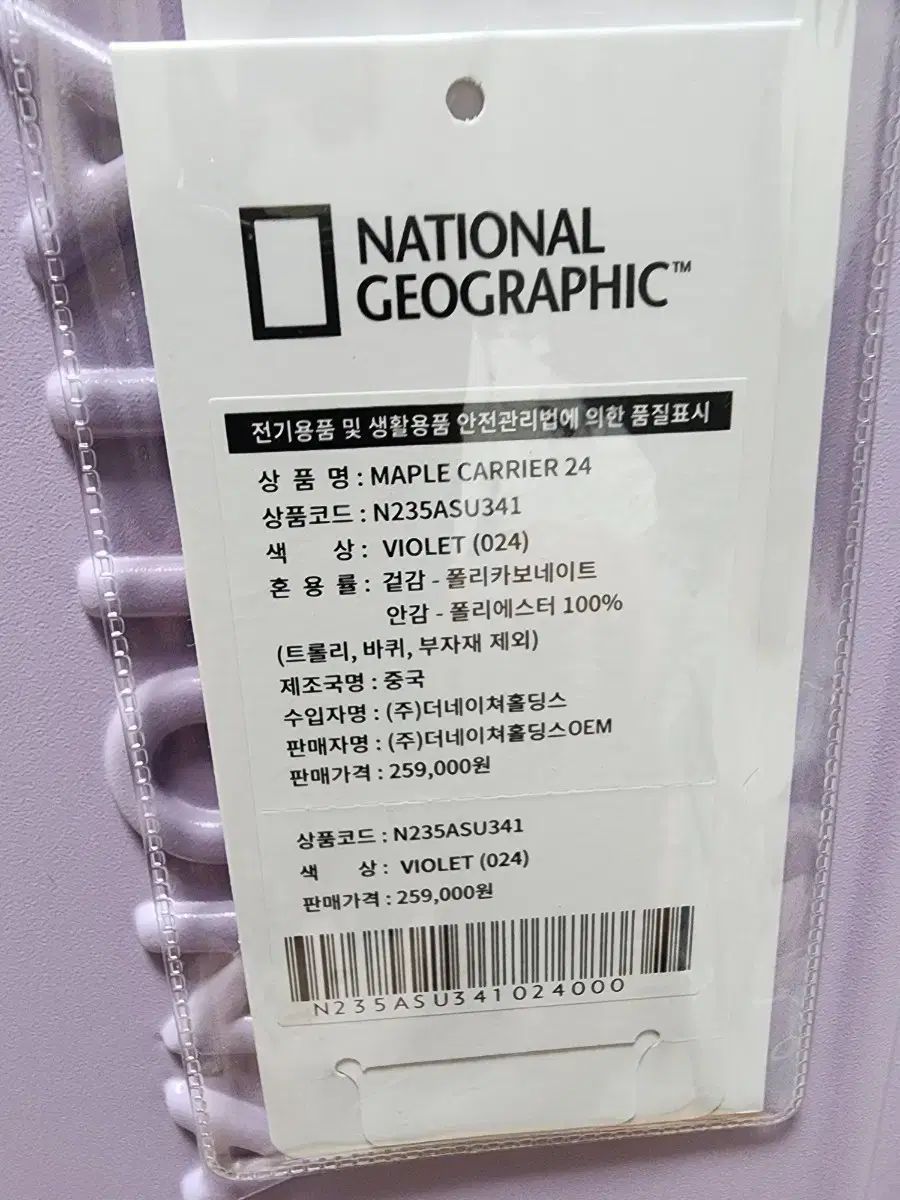 NATIONAL
GEOGRAPHIC™
전기용품 및 생활용품 안전관리법에 의한 품질표시
상 품 명 : MAPLE CARRIER 24
상품코드 : N235ASU341
색 상 : VIOLET (024)
혼 용 률 : 겉감 - 폴리카보네이트
안감 - 폴리에스터 100%
(트롤리, 바퀴, 부자재 제외)
제조국명 : 중국
수입자명 : (주)더네이쳐홀딩스
판매자명 : (주)더네이쳐홀딩스OEM
판매가격 : 259,000원
상품코드 : N235ASU341
색 상 : VIOLET (024)
판매가격 : 259,000원
N235ASU341024000